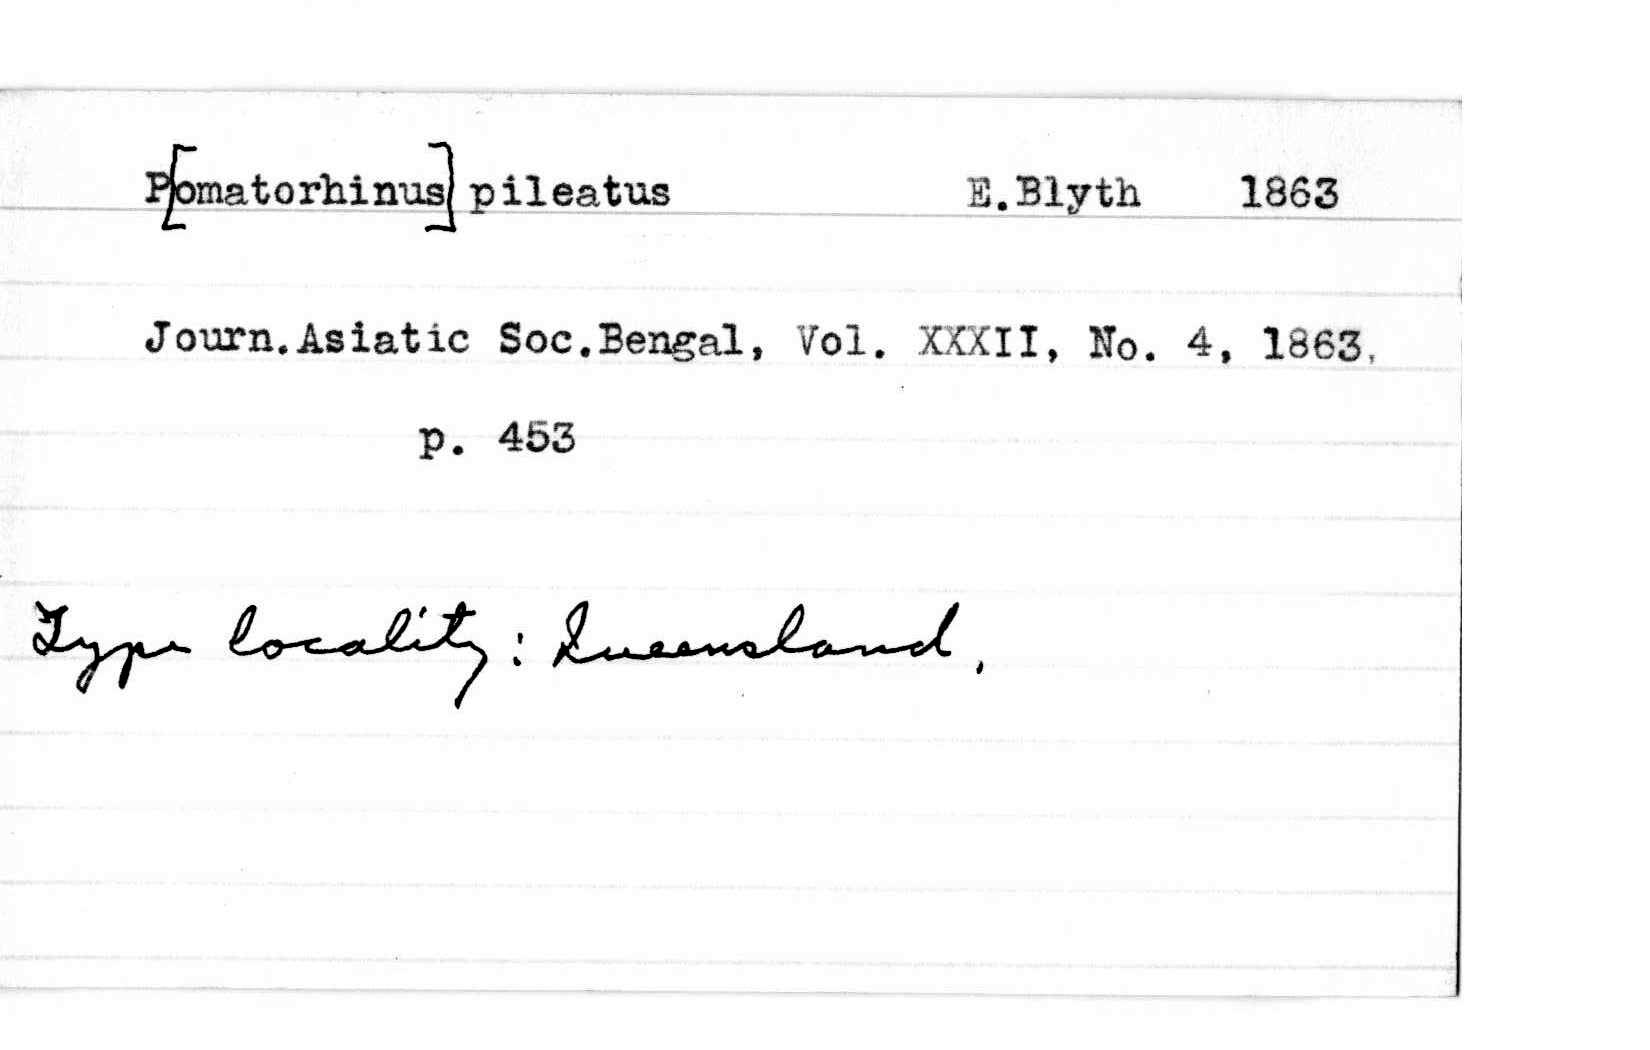 P[omatorhinus] pileatus E.Blyth 1863
Journ.Asiatic Soc.Bengal, Vol. XXXII, No. 4, 1863,
p. 453
Type locality: Queensland.